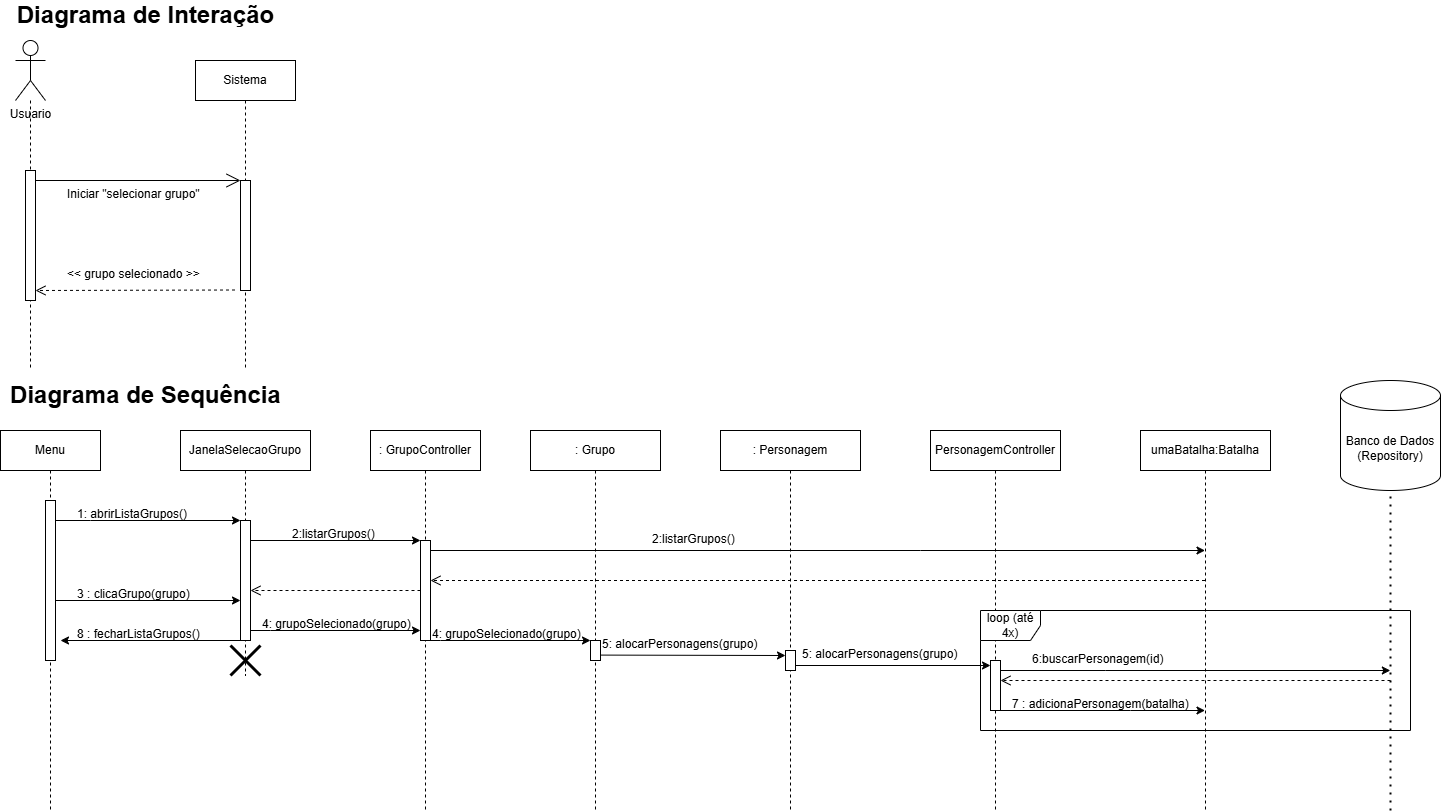 Diagrama de Interação
Sistema
Usuario
Iniciar "selecionar grupo"
<< grupo selecionado >>
Diagrama de Sequência
Menu
JanelaSelecaoGrupo
: GrupoController
: Grupo
: Personagem
PersonagemController
umaBatalha:Batalha
Banco de Dados
(Repository)
1: abrirListaGrupos()
2:listarGrupos()
2:listarGrupos()
3 : clicaGrupo(grupo)
4: grupoSelecionado(grupo)
8 : fecharListaGrupos()
4: grupoSelecionado(grupo)
5: alocarPersonagens(grupo)
5: alocarPersonagens(grupo)
loop (até
4x)
6:buscarPersonagem(id)
7 : adicionaPersonagem(batalha)